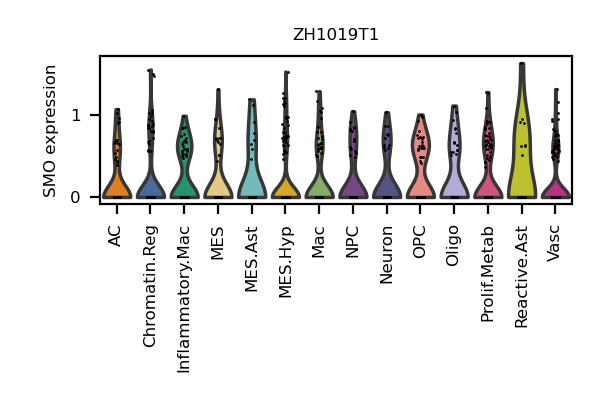 ZH1019T1
SMO expression
1
0
AC
Chromatin.Reg
Inflammatory.Mac
MES
MES.Ast
MES.Hyp
Mac
NPC
Neuron
OPC
Oligo
Prolif.Metab
Reactive.Ast
Vasc